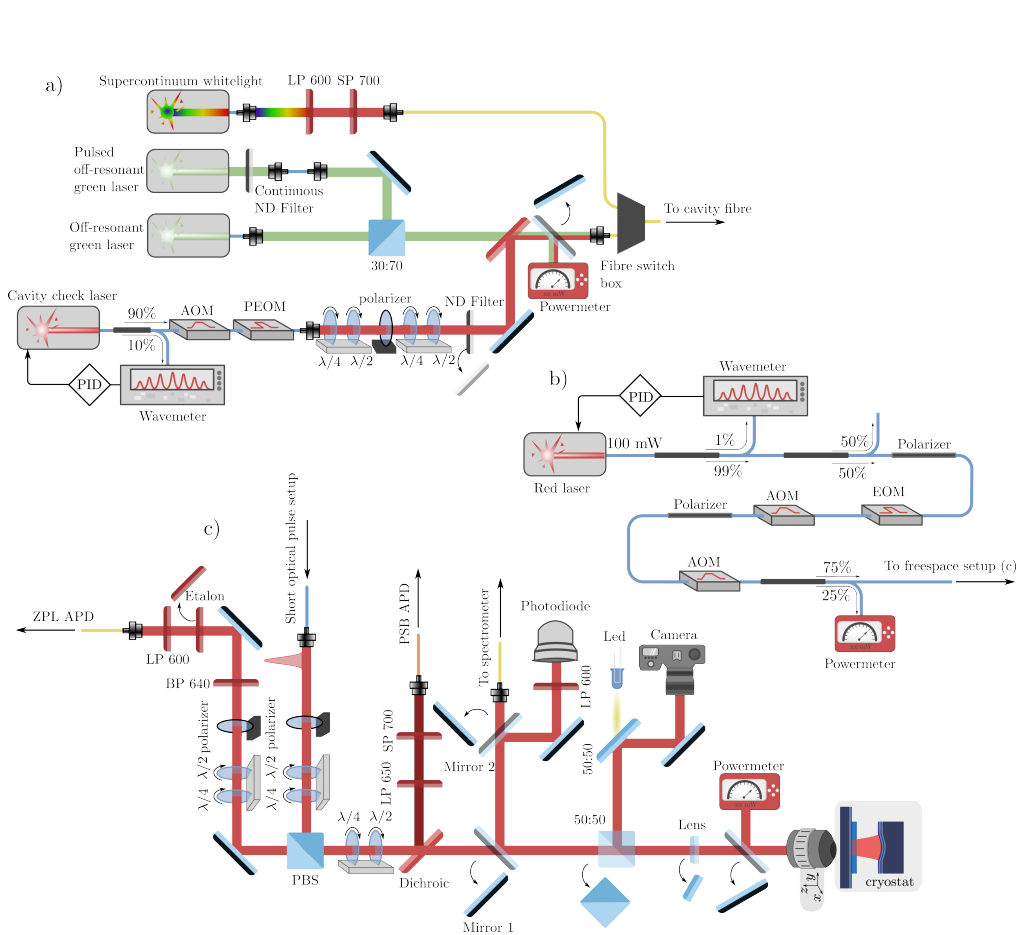 a)
Supercontinuum whitelight
LP 600
SP 700
Pulsed
off-resonant
green laser
Continuous
ND Filter
Off-resonant
green laser
30:70
To cavity fibre
Fibre switch
box
Powermeter
Cavity check laser
90%
10%
AOM
PEOM
polarizer
ND Filter
λ/4
λ/2
λ/4
λ/2
PID
Wavemeter
b)
Wavemeter
PID
100 mW
Red laser
1%
99%
50%
50%
Polarizer
Polarizer
AOM
EOM
AOM
75%
25%
To freespace setup (c)
Powermeter
c)
Short optical pulse setup
ZPL APD
Etalon
LP 600
BP 640
polarizer
λ/2
λ/4
polarizer
λ/2
λ/4
PBS
λ/4
λ/2
PSB APD
SP 700
LP 650
Dichroic
To spectrometer
Mirror 2
Mirror 1
Photodiode
LP 600
Led
Camera
50:50
50:50
Lens
Powermeter
z
y
x
cryostat